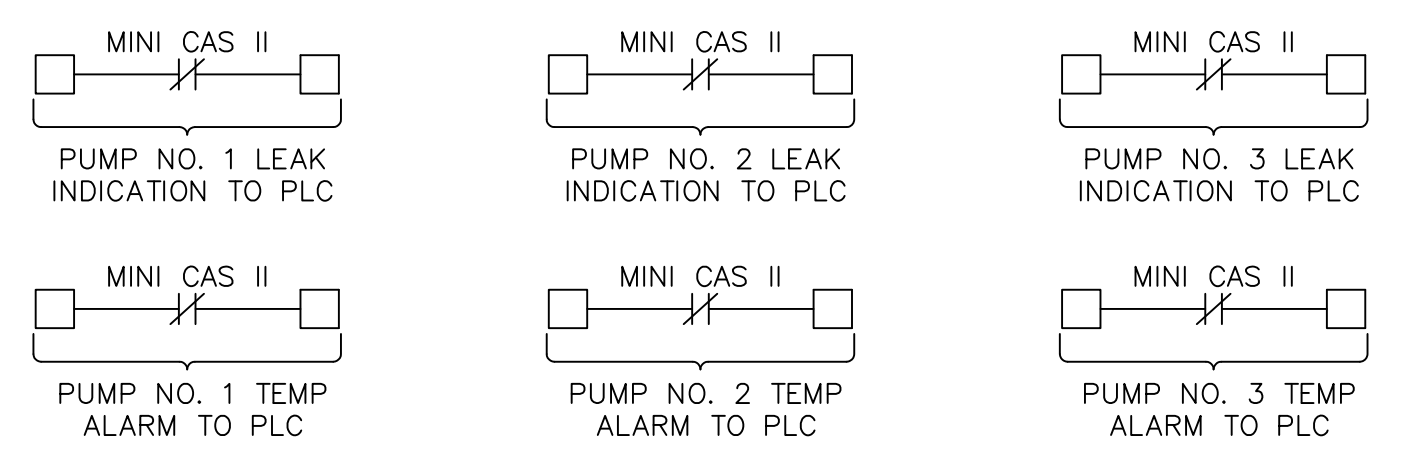 MINI CAS II
PUMP NO. 1 LEAK
INDICATION TO PLC
MINI CAS II
PUMP NO. 2 LEAK
INDICATION TO PLC
MINI CAS II
PUMP NO. 3 LEAK
INDICATION TO PLC
MINI CAS II
PUMP NO. 1 TEMP
ALARM TO PLC
MINI CAS II
PUMP NO. 2 TEMP
ALARM TO PLC
MINI CAS II
PUMP NO. 3 TEMP
ALARM TO PLC